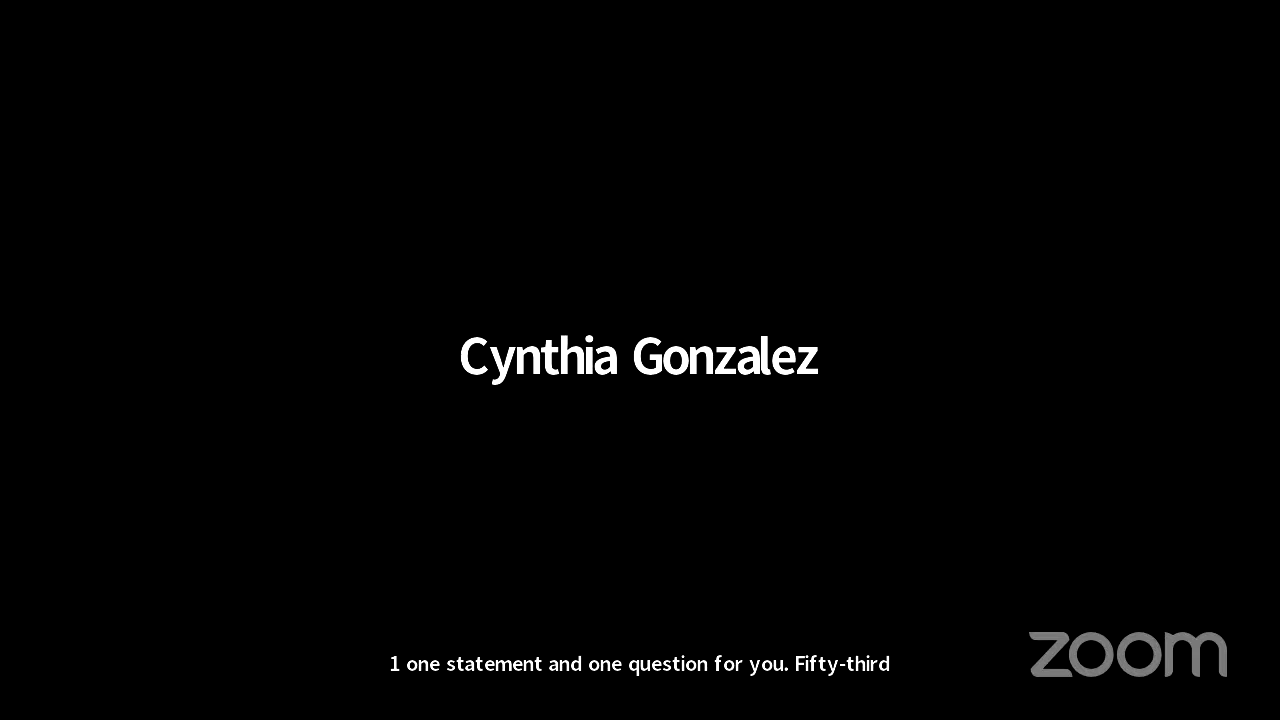 Cynthia Gonzalez
1 one statement and one question for you. Fifty-third
zoom